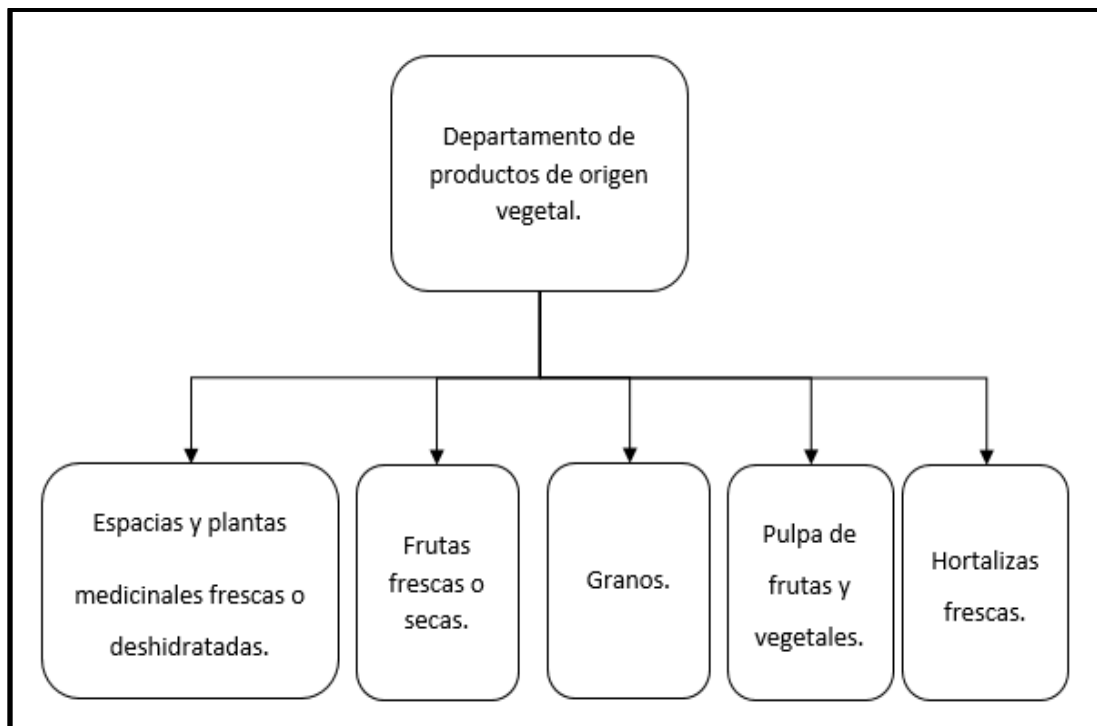 Departamento de
productos de origen
vegetal.
Espacias y plantas
medicinales frescas o
deshidratadas.
Frutas
frescas o
secas.
Granos.
Pulpa de
frutas y
vegetales.
Hortalizas
frescas.